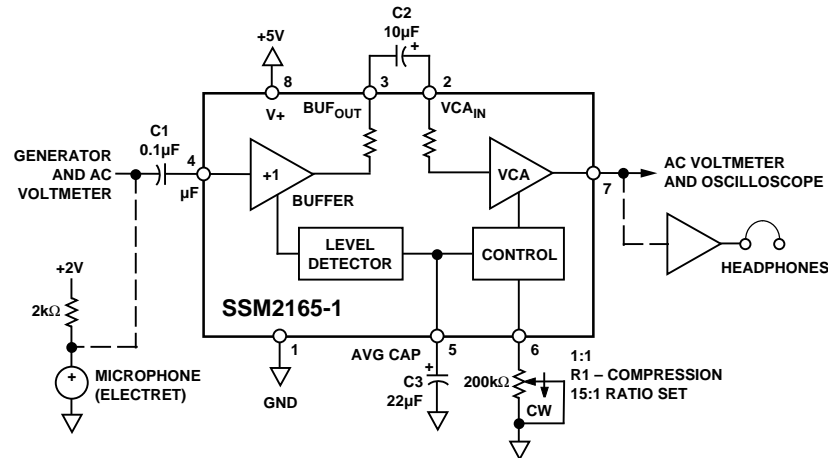 C2
10µF
+
+5V
8
3
2
V+
BUFOUT
VCAIN
C1
0.1µF
GENERATOR
AND AC
VOLTMETER
4
µF
+1
BUFFER
VCA
7
AC VOLTMETER
AND OSCILLOSCOPE
LEVEL
DETECTOR
CONTROL
HEADPHONES
+2V
2kΩ
SSM2165-1
1
AVG CAP
5
6
+
MICROPHONE
(ELECTRET)
GND
+
C3
22µF
200kΩ
CW
1:1
R1 – COMPRESSION
15:1 RATIO SET